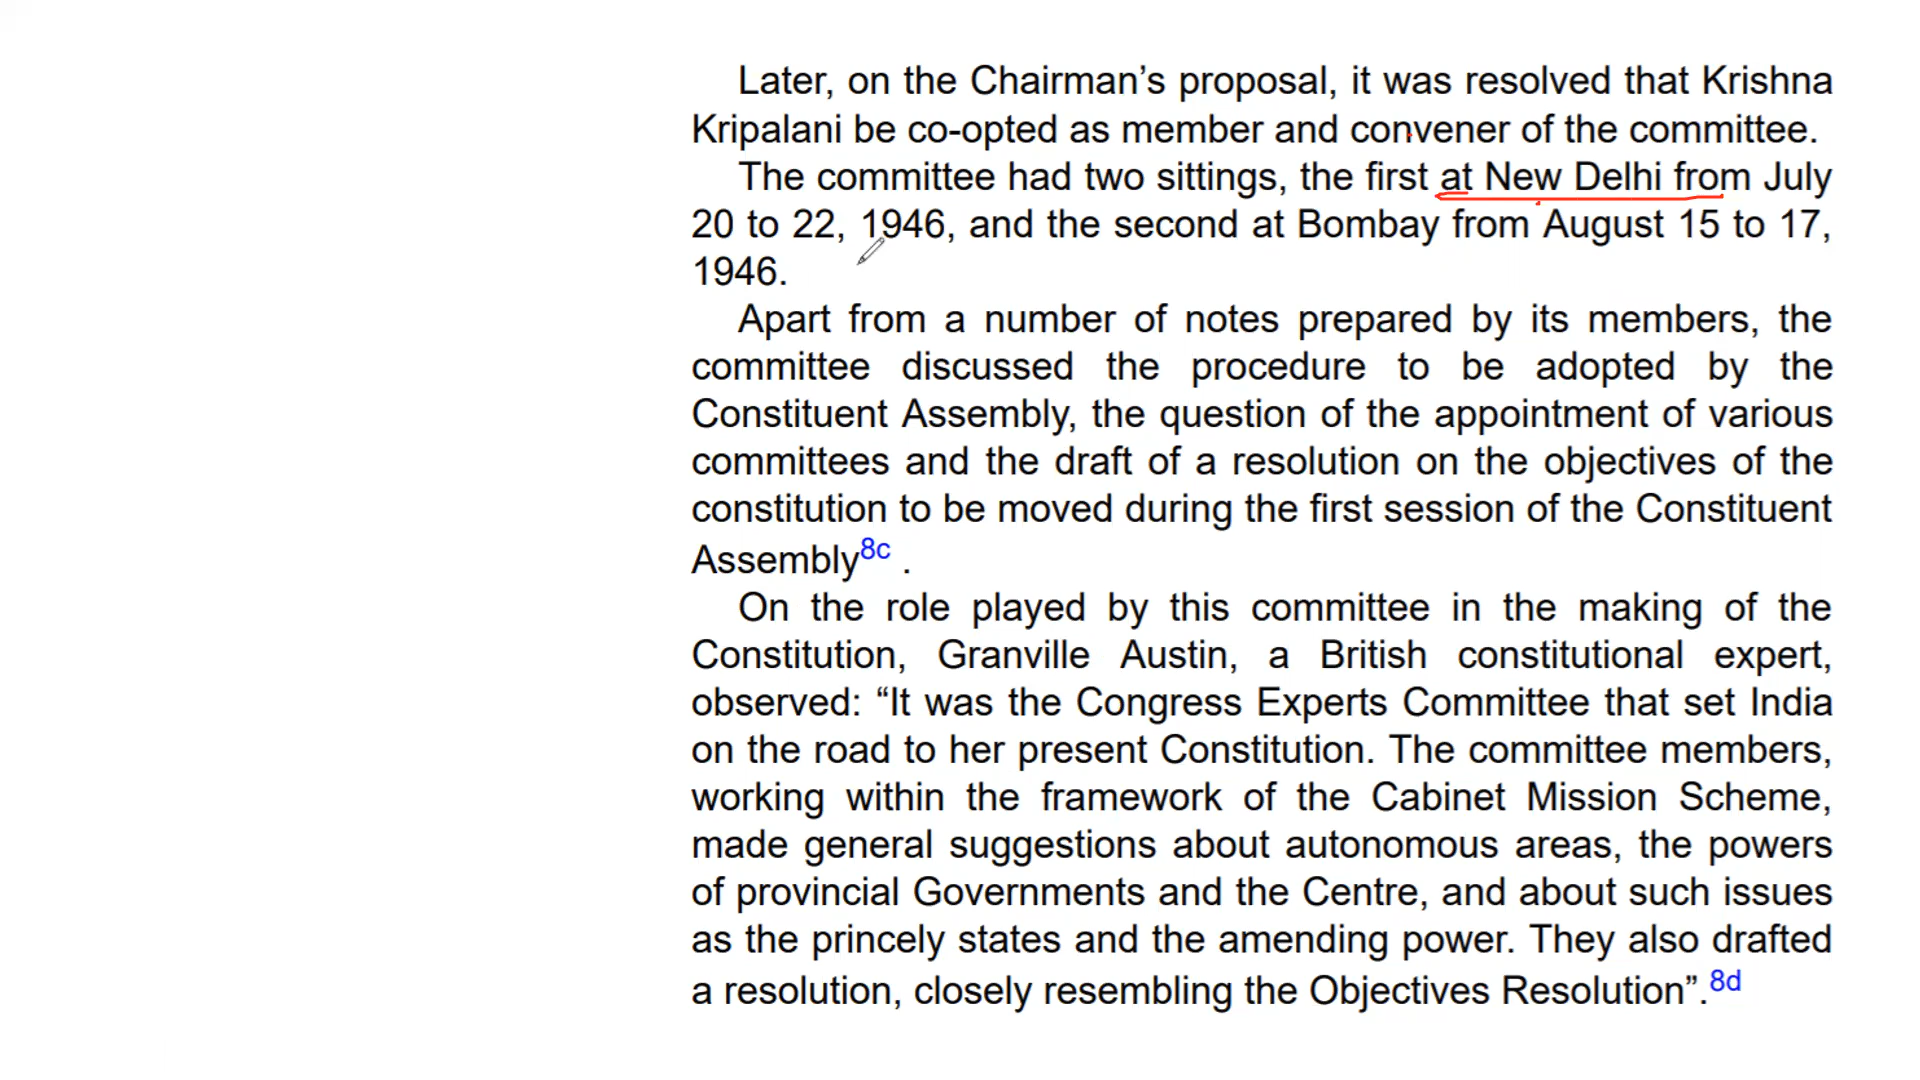 Later, on the Chairman’s proposal, it was resolved that Krishna
Kripalani be co-opted as member and convener of the committee.
The committee had two sittings, the first at New Delhi from July
20 to 22, 1946, and the second at Bombay from August 15 to 17,
1946.
Apart from a number of notes prepared by its members, the
committee discussed the procedure to be adopted by the
Constituent Assembly, the question of the appointment of various
committees and the draft of a resolution on the objectives of the
constitution to be moved during the first session of the Constituent
Assembly8c .
On the role played by this committee in the making of the
Constitution, Granville Austin, a British constitutional expert,
observed: “It was the Congress Experts Committee that set India
on the road to her present Constitution. The committee members,
working within the framework of the Cabinet Mission Scheme,
made general suggestions about autonomous areas, the powers
of provincial Governments and the Centre, and about such issues
as the princely states and the amending power. They also drafted
a resolution, closely resembling the Objectives Resolution”.8d